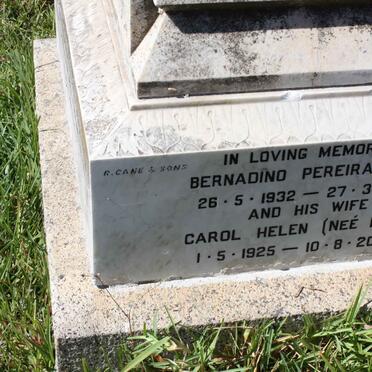 R. CANE & SONS
IN LOVING MEMOR
BERNADINO PEREIRA
26 · 5 · 1932 — 27 · 3
AND HIS WIFE
CAROL HELEN (NEÉ
1 · 5 · 1925 — 10 · 8 · 20